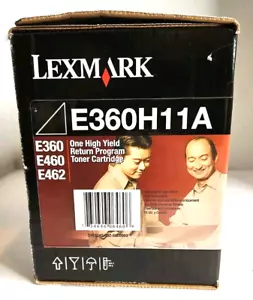 LEXMARK
E360H11A
E360
E460
E462
One High Yield
Return Program
Toner Cartridge